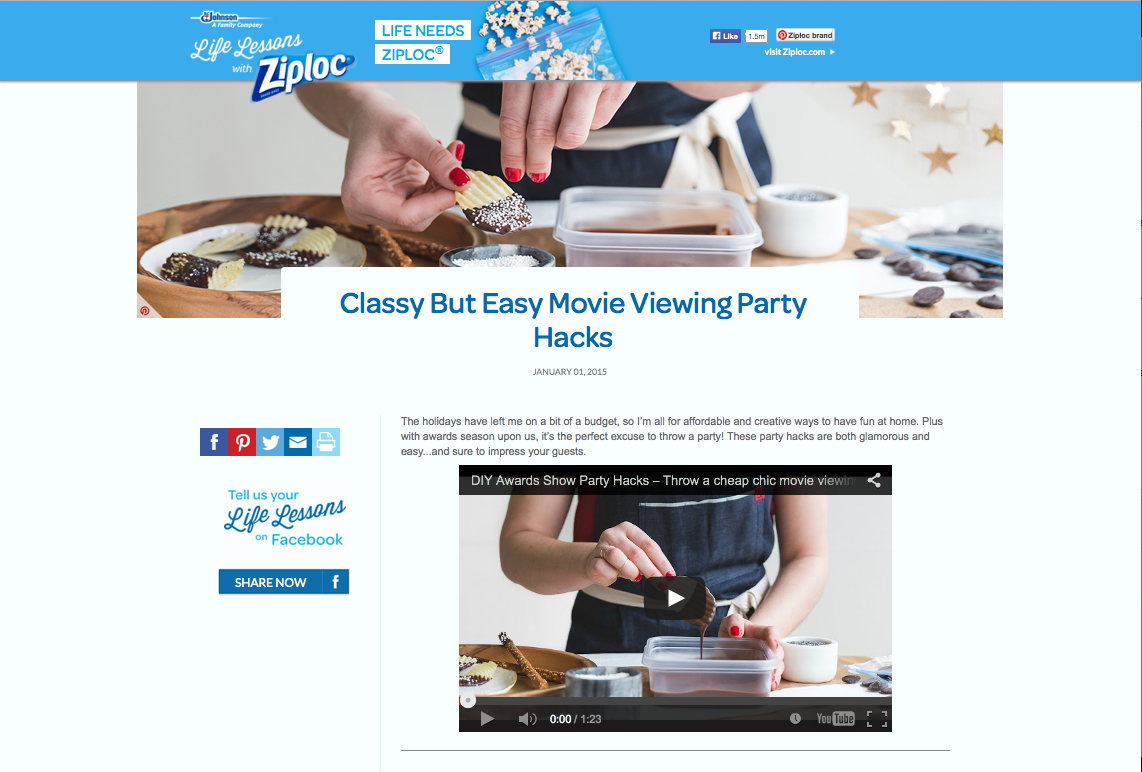 SC Johnson
A Family Company
Life Lessons
with Ziploc®
LIFE NEEDS
ZIPLOC®
Like 1.5m Ziploc brand
visit Ziploc.com
Classy But Easy Movie Viewing Party
Hacks
JANUARY 01, 2015
The holidays have left me on a bit of a budget, so I'm all for affordable and creative ways to have fun at home. Plus
with awards season upon us, it's the perfect excuse to throw a party! These party hacks are both glamorous and
easy...and sure to impress your guests.
Tell us your
Life Lessons
on Facebook
SHARE NOW
DIY Awards Show Party Hacks – Throw a cheap chic movie viewin
0:00 / 1:23
YouTube